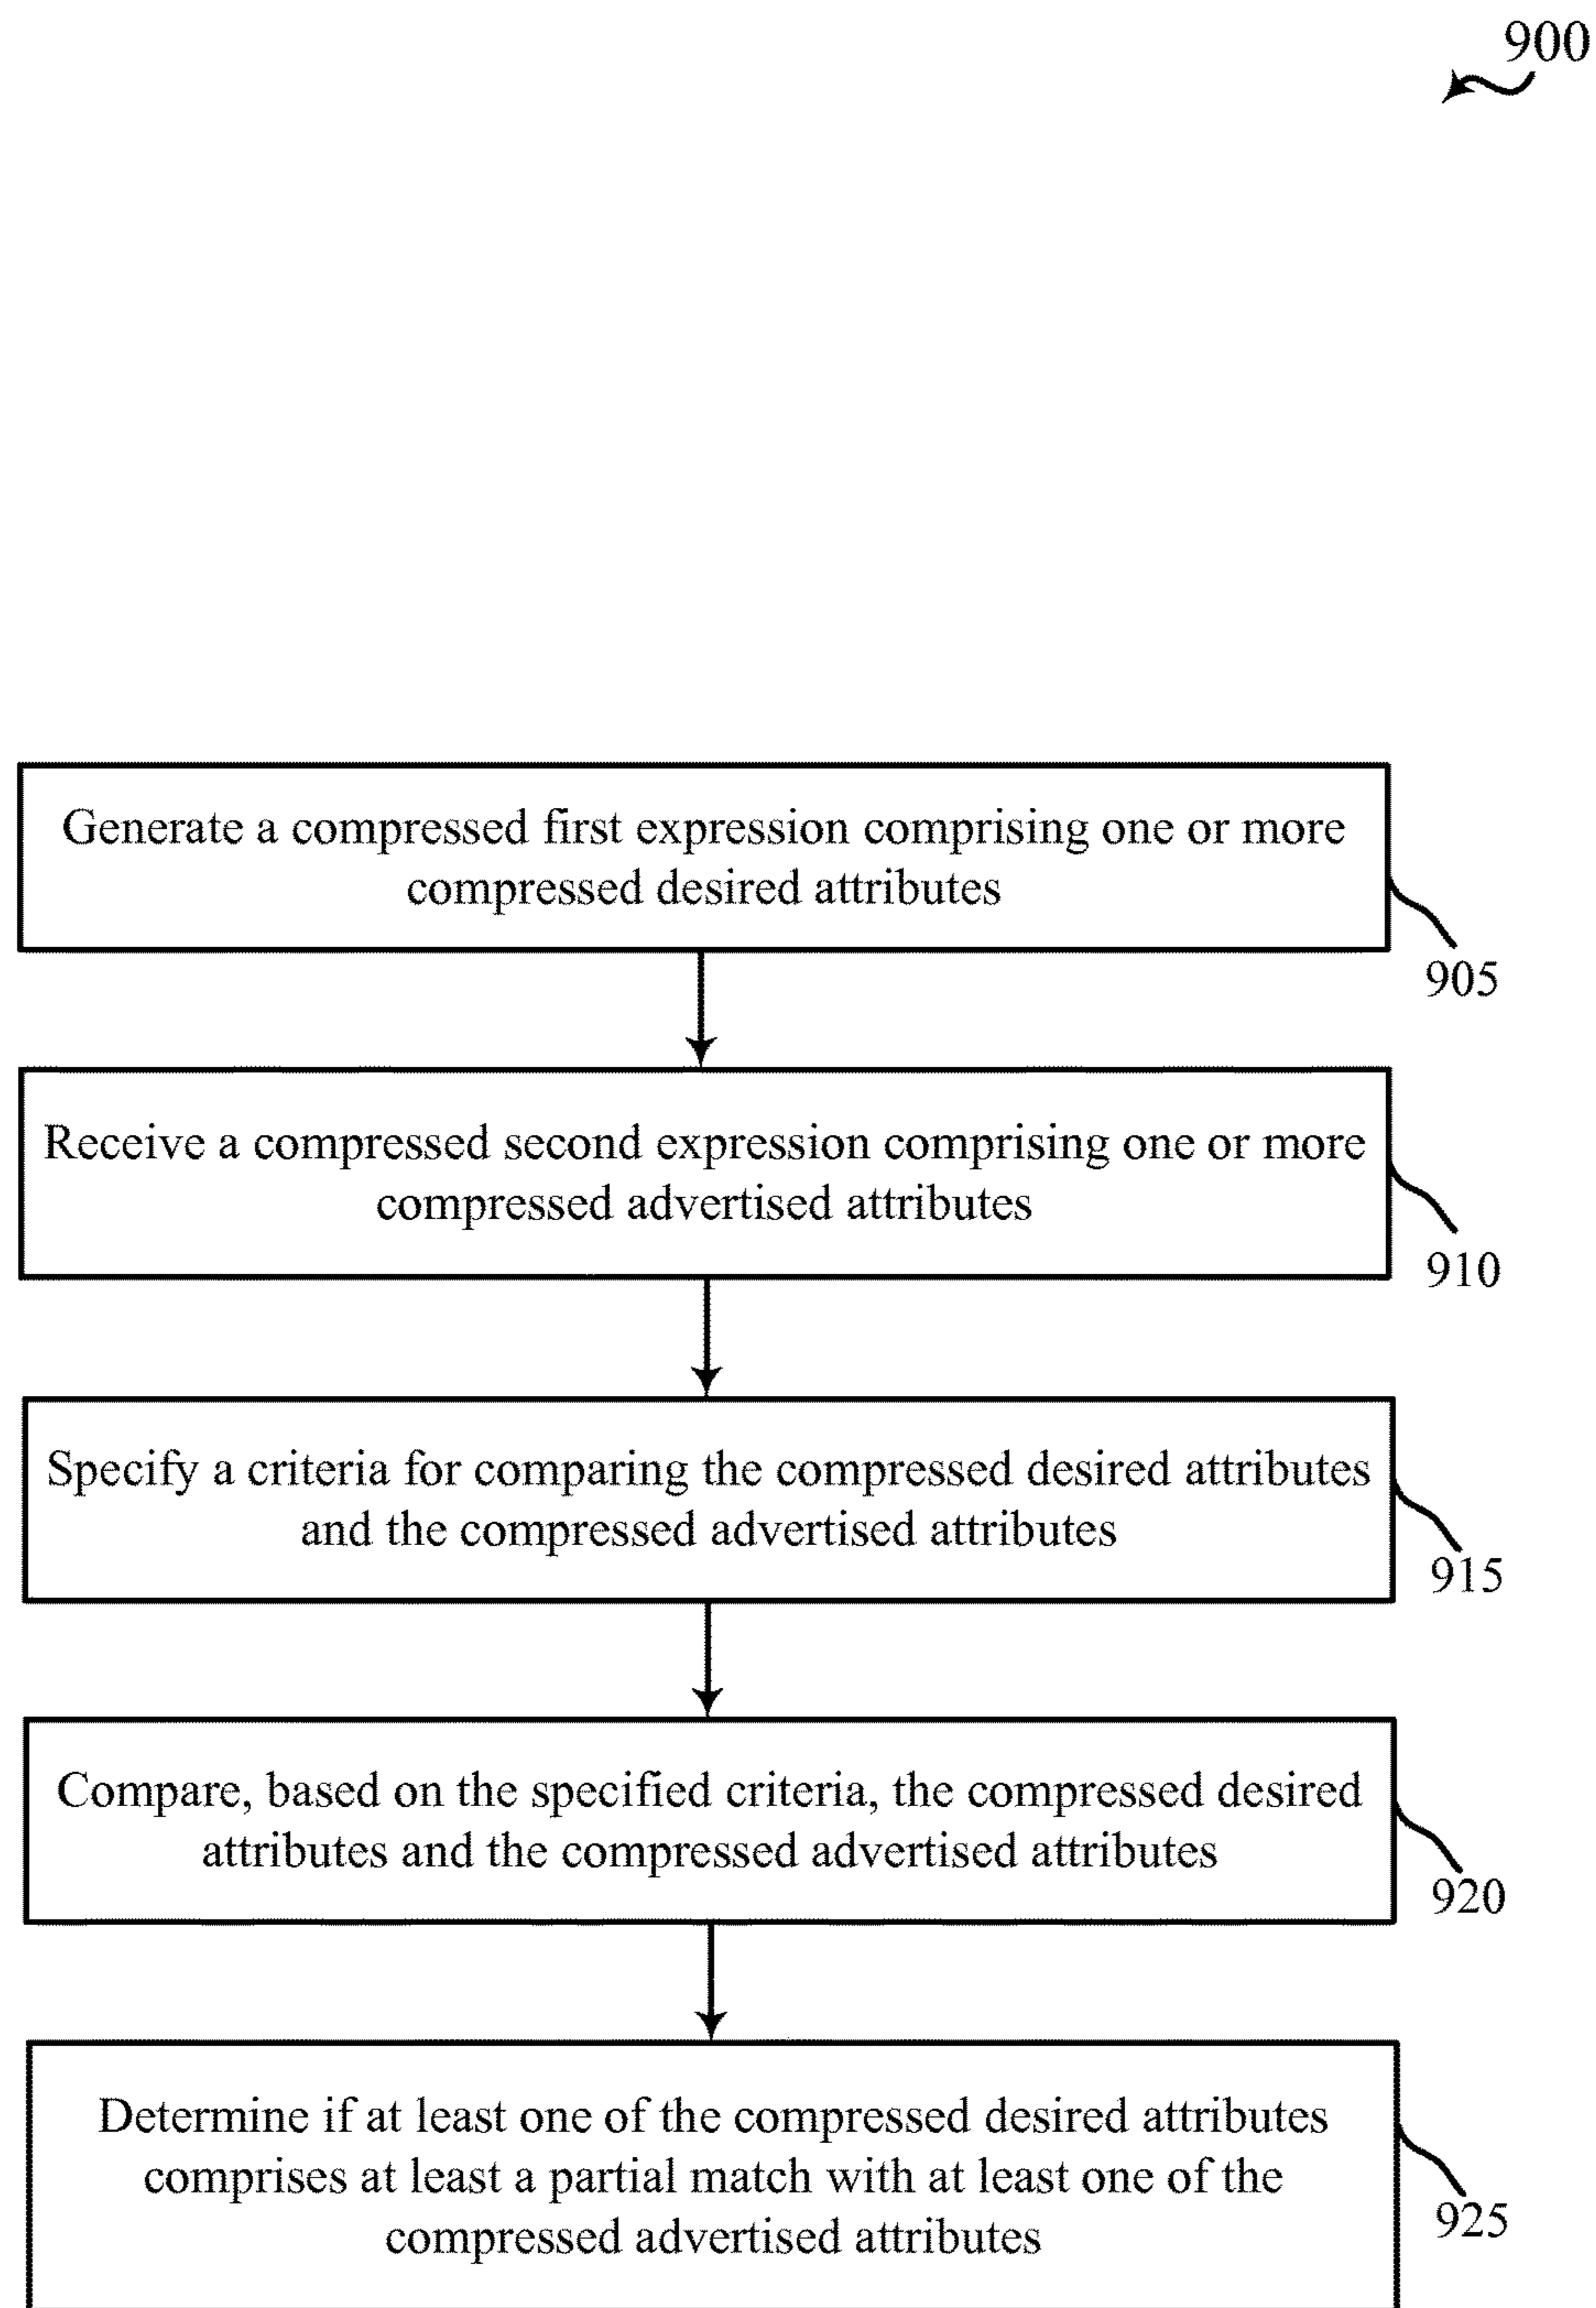 900
Generate a compressed first expression comprising one or more
compressed desired attributes
905
Receive a compressed second expression comprising one or more
compressed advertised attributes
910
Specify a criteria for comparing the compressed desired attributes
and the compressed advertised attributes
915
Compare, based on the specified criteria, the compressed desired
attributes and the compressed advertised attributes
920
Determine if at least one of the compressed desired attributes
comprises at least a partial match with at least one of the
compressed advertised attributes
925